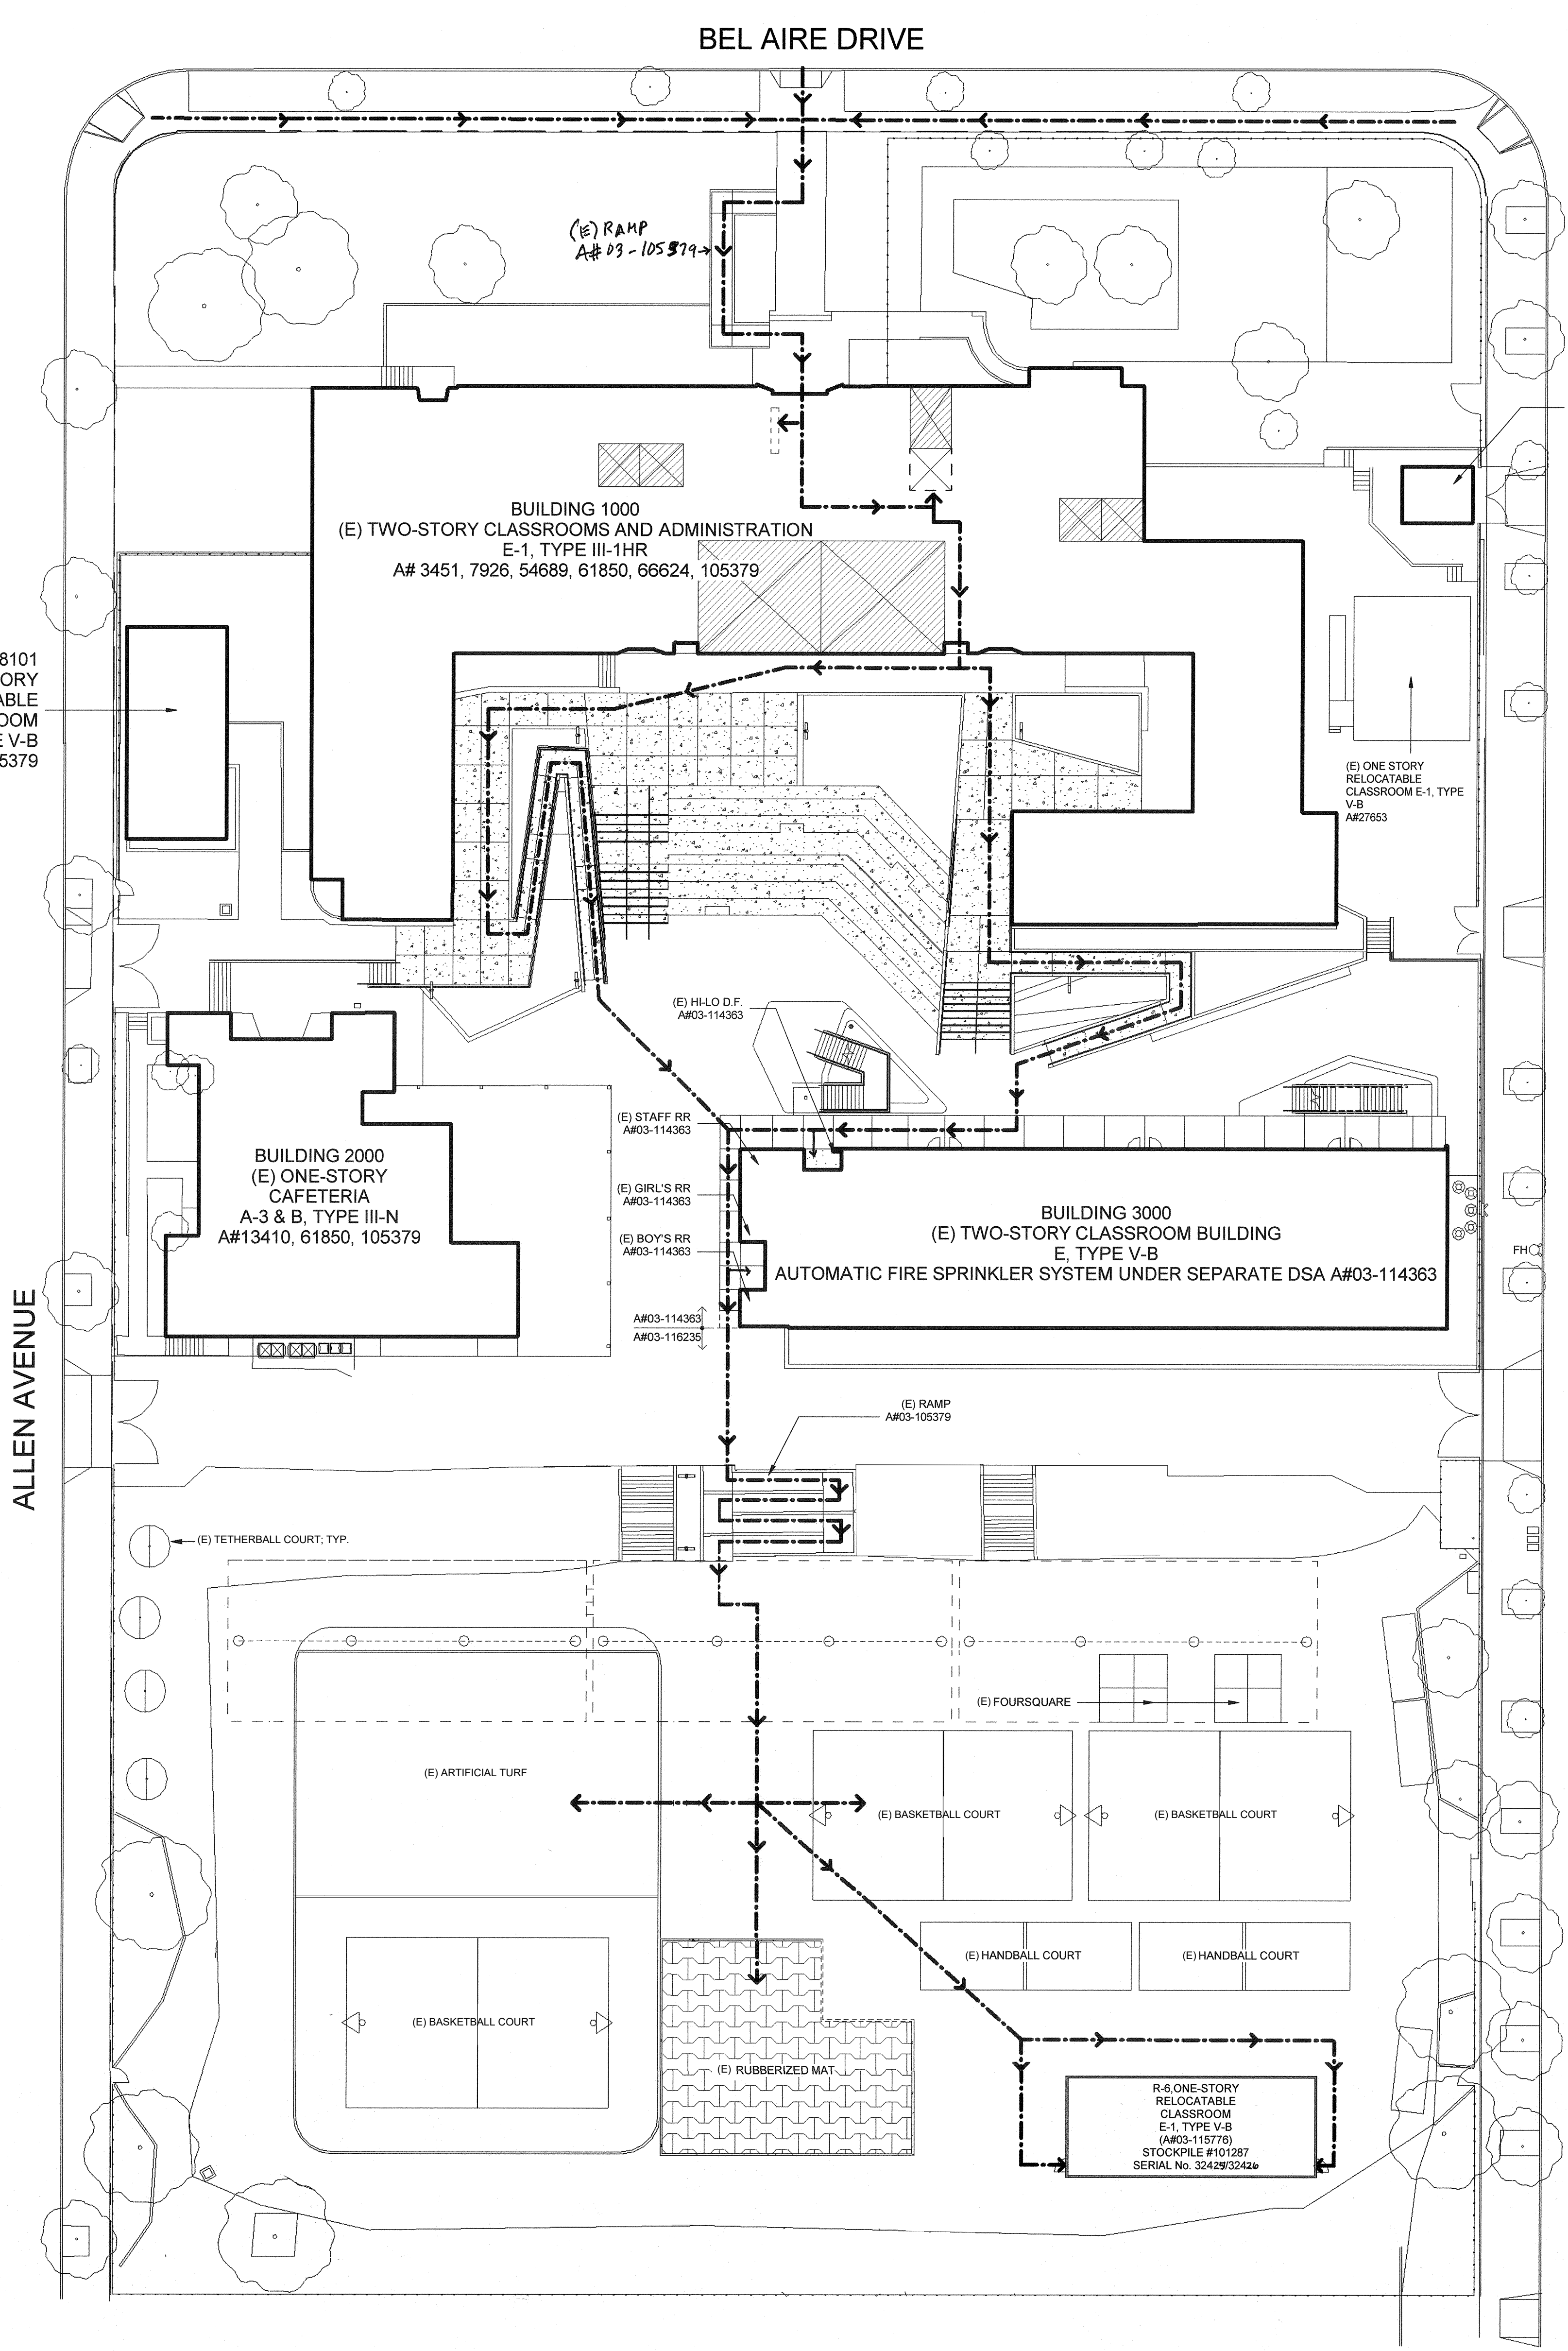 BEL AIRE DRIVE
(E) RAMP
A# 03-105379
BUILDING 1000
(E) TWO-STORY CLASSROOMS AND ADMINISTRATION
E-1, TYPE III-1HR
A# 3451, 7926, 54689, 61850, 66624, 105379
8101
ORY
ABLE
OOM
E V-B
5379
(E) ONE STORY
RELOCATABLE
CLASSROOM E-1, TYPE
V-B
A#27653
(E) HI-LO D.F.
A#03-114363
(E) STAFF RR
A#03-114363
(E) GIRL'S RR
A#03-114363
(E) BOY'S RR
A#03-114363
A#03-114363
A#03-116235
BUILDING 2000
(E) ONE-STORY
CAFETERIA
A-3 & B, TYPE III-N
A#13410, 61850, 105379
BUILDING 3000
(E) TWO-STORY CLASSROOM BUILDING
E, TYPE V-B
AUTOMATIC FIRE SPRINKLER SYSTEM UNDER SEPARATE DSA A#03-114363
FH
ALLEN AVENUE
(E) RAMP
A#03-105379
(E) TETHERBALL COURT; TYP.
(E) FOURSQUARE
(E) ARTIFICIAL TURF
(E) BASKETBALL COURT
(E) BASKETBALL COURT
(E) HANDBALL COURT
(E) HANDBALL COURT
(E) BASKETBALL COURT
(E) RUBBERIZED MAT
R-6,ONE-STORY
RELOCATABLE
CLASSROOM
E-1, TYPE V-B
(A#03-115776)
STOCKPILE #101287
SERIAL No. 32425/32426